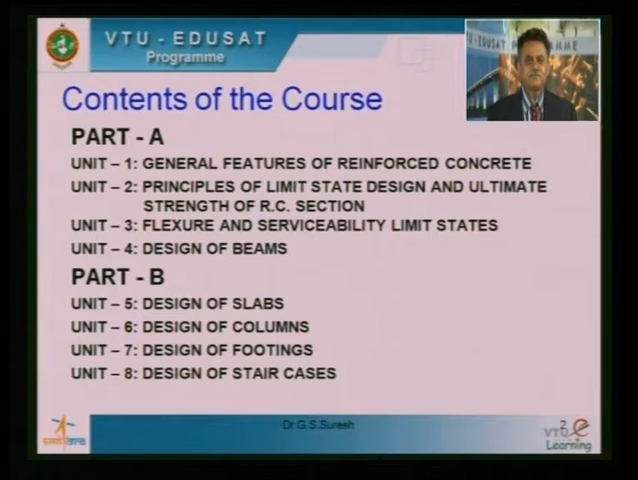 VTU - EDUSAT
Programme
U - EDUSAT P OGRAMME
Contents of the Course
PART - A
UNIT – 1: GENERAL FEATURES OF REINFORCED CONCRETE
UNIT – 2: PRINCIPLES OF LIMIT STATE DESIGN AND ULTIMATE
STRENGTH OF R.C. SECTION
UNIT – 3: FLEXURE AND SERVICEABILITY LIMIT STATES
UNIT – 4: DESIGN OF BEAMS
PART - B
UNIT – 5: DESIGN OF SLABS
UNIT – 6: DESIGN OF COLUMNS
UNIT – 7: DESIGN OF FOOTINGS
UNIT – 8: DESIGN OF STAIR CASES
Dr.G.S.Suresh
2
VTU e
Learning